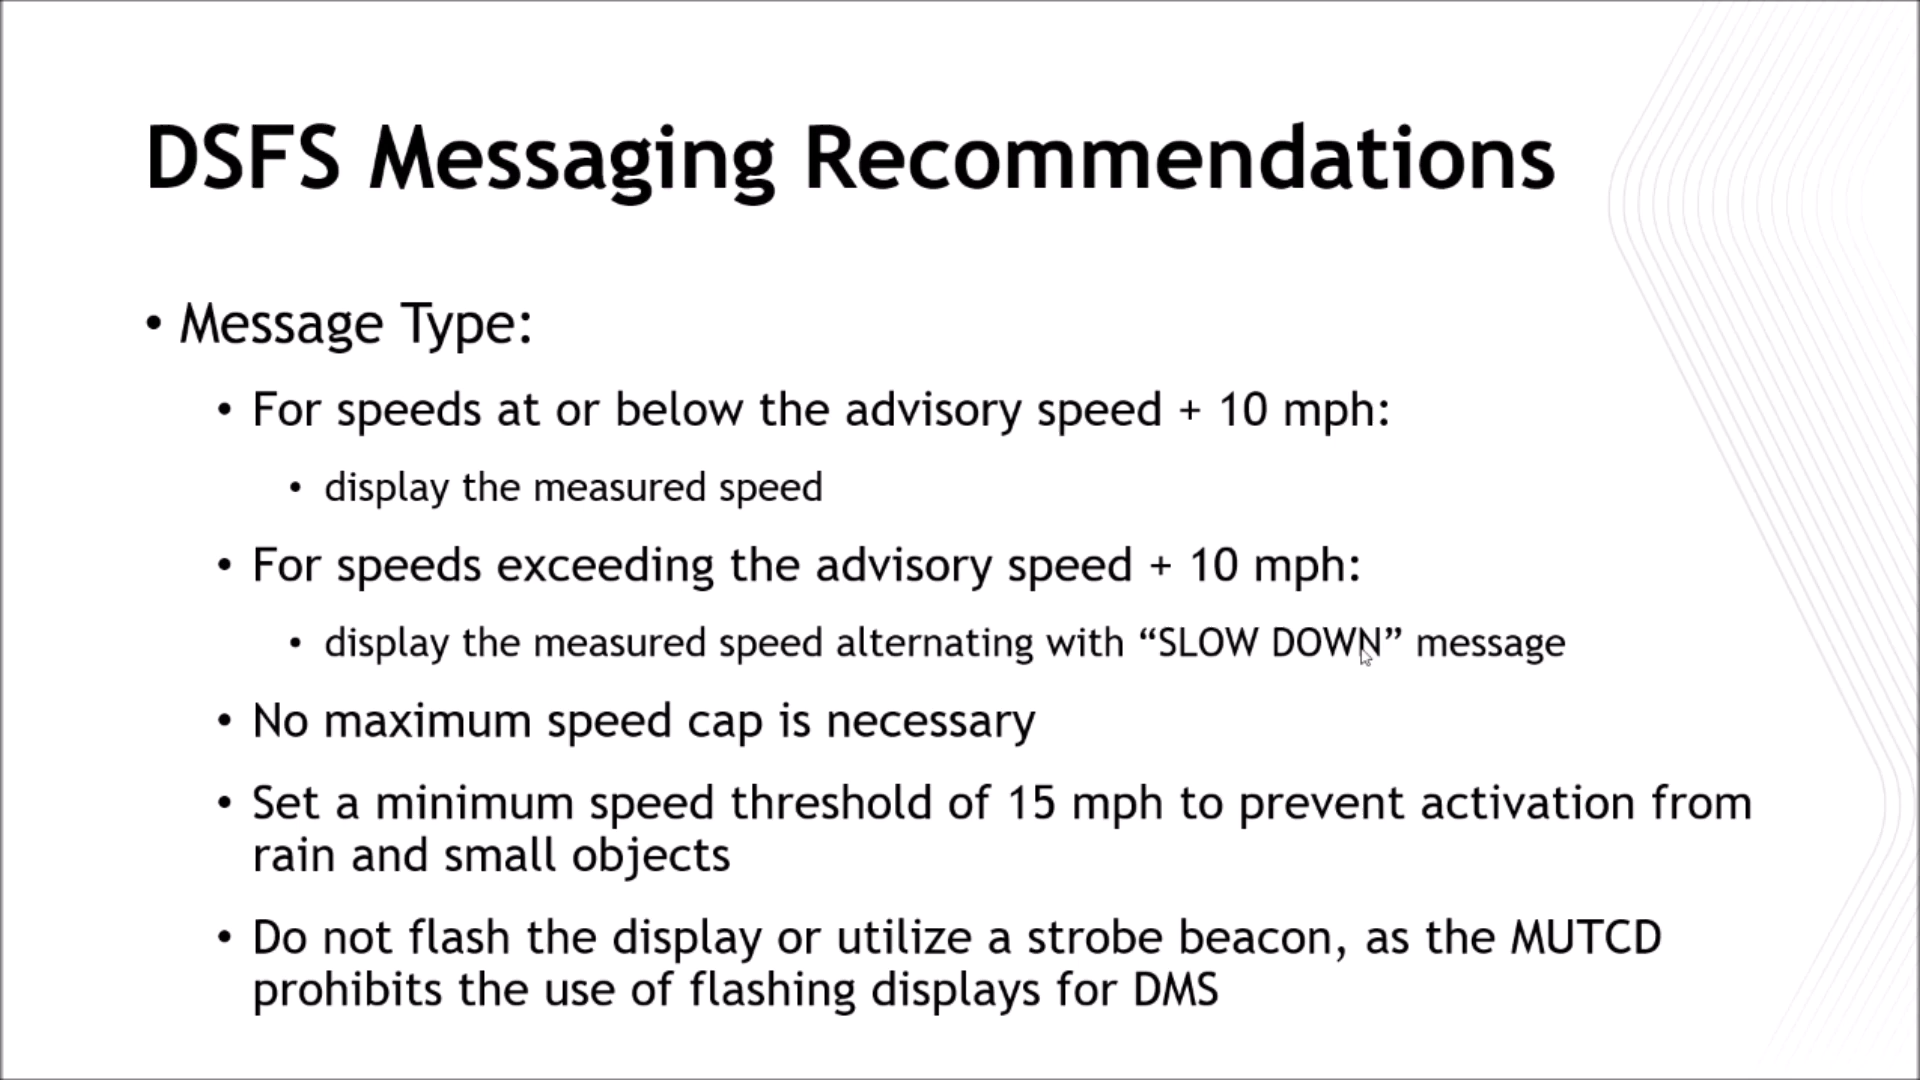 DSFS Messaging Recommendations
• Message Type:
• For speeds at or below the advisory speed + 10 mph:
• display the measured speed
• For speeds exceeding the advisory speed + 10 mph:
• display the measured speed alternating with “SLOW DOWN” message
• No maximum speed cap is necessary
• Set a minimum speed threshold of 15 mph to prevent activation from
rain and small objects
• Do not flash the display or utilize a strobe beacon, as the MUTCD
prohibits the use of flashing displays for DMS